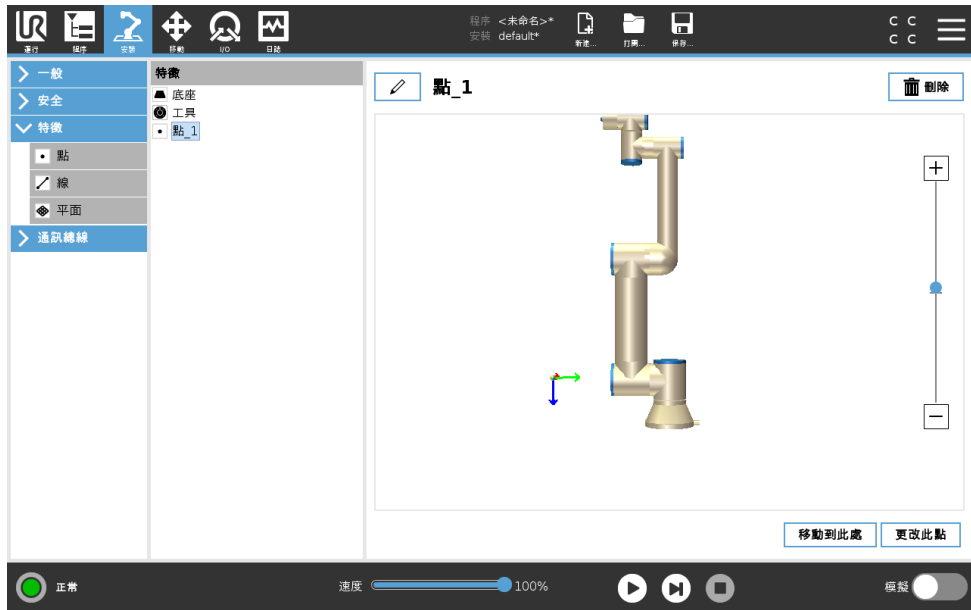 UR
運行
程序
安裝
移動
I/O
日誌
程序 <未命名>*
安裝 default*
新建...
打開...
保存...
C C
C C
一般
安全
特徵
點
線
平面
通訊總線
特徵
底座
工具
點_1
點_1
刪除
移動到此處
更改此點
正常
速度
100%
模擬